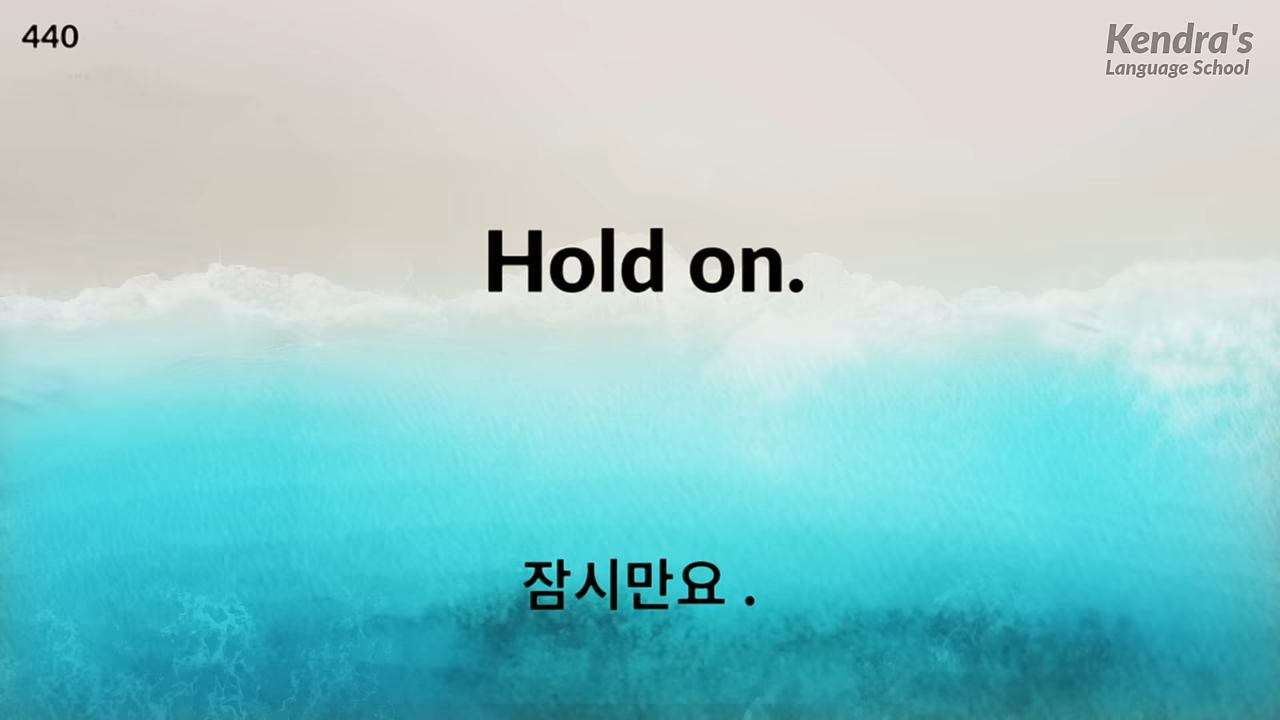 440
Kendra's
Language School
Hold on.
잠시만요 .